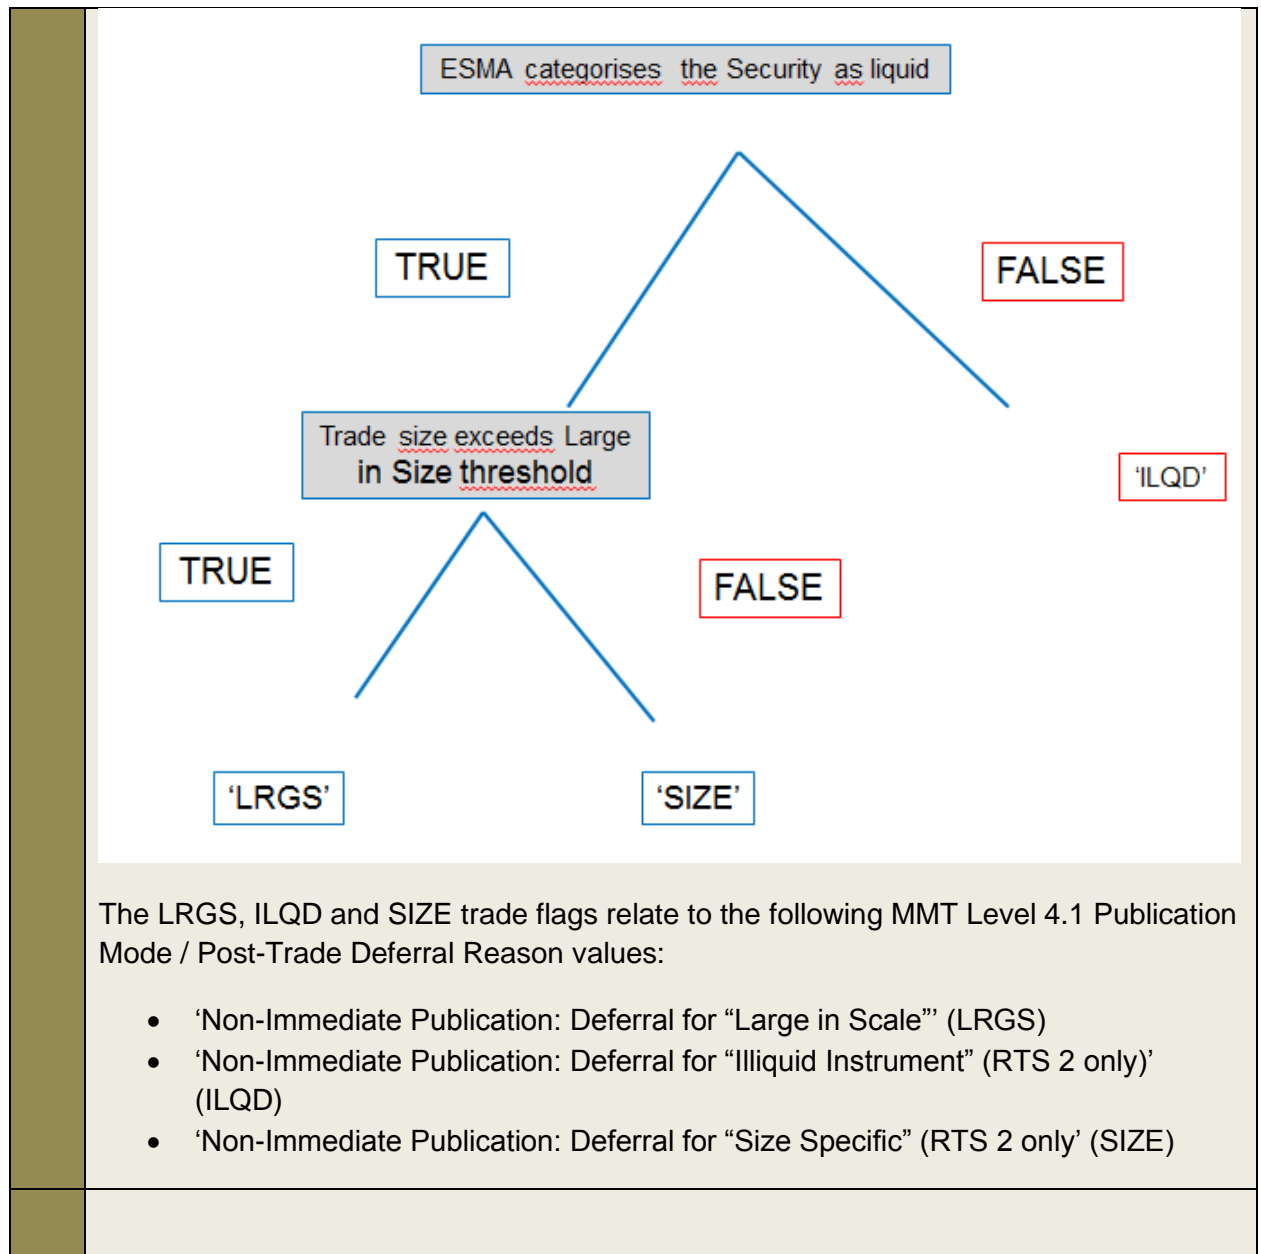 ESMA categorises the Security as liquid
TRUE
FALSE
Trade size exceeds Large
in Size threshold
‘ILQD’
TRUE
FALSE
‘LRGS’
‘SIZE’
The LRGS, ILQD and SIZE trade flags relate to the following MMT Level 4.1 Publication
Mode / Post-Trade Deferral Reason values:
• ‘Non-Immediate Publication: Deferral for “Large in Scale”’ (LRGS)
• ‘Non-Immediate Publication: Deferral for “Illiquid Instrument” (RTS 2 only)’
(ILQD)
• ‘Non-Immediate Publication: Deferral for “Size Specific” (RTS 2 only’ (SIZE)